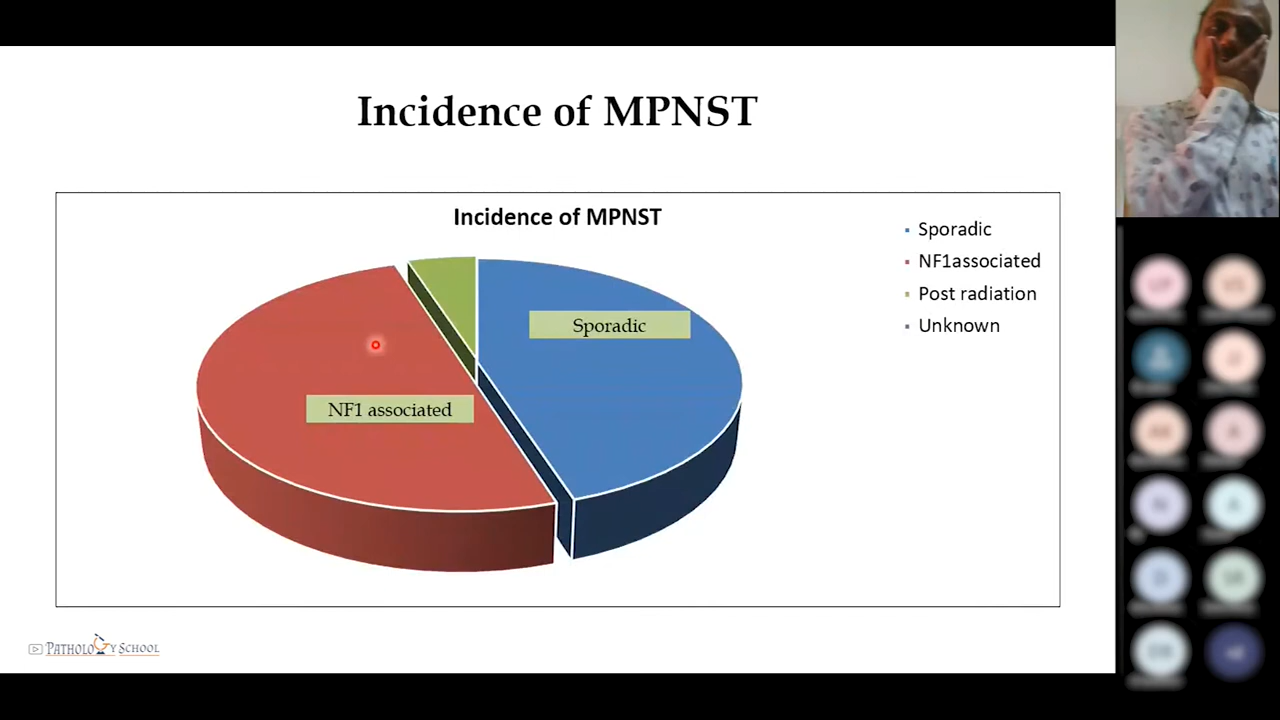 Incidence of MPNST
Incidence of MPNST
Sporadic
NF1associated
Post radiation
Unknown
Sporadic
NF1 associated
PATHOLOGY SCHOOL